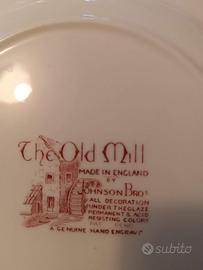 The Old Mill
MADE IN ENGLAND
BY
JOHNSON BROS
ALL DECORATION
UNDER THE GLAZE
PERMANENT & ACID
RESISTING COLORS
A GENUINE HAND ENGRAVG
subito